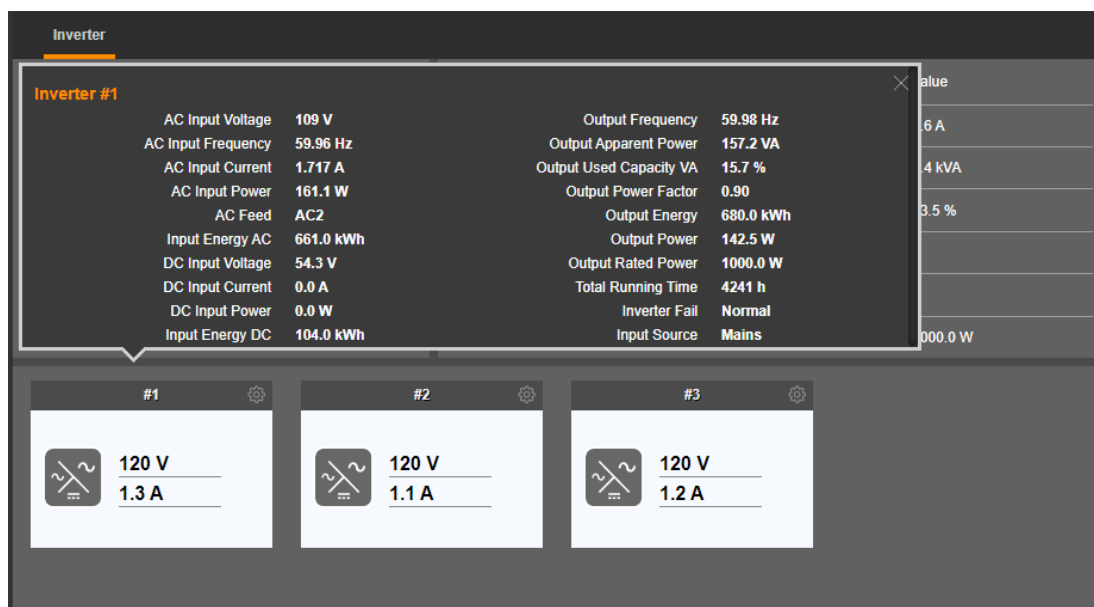 Inverter
Inverter #1
AC Input Voltage 109 V
AC Input Frequency 59.96 Hz
AC Input Current 1.717 A
AC Input Power 161.1 W
AC Feed AC2
Input Energy AC 661.0 kWh
DC Input Voltage 54.3 V
DC Input Current 0.0 A
DC Input Power 0.0 W
Input Energy DC 104.0 kWh
Output Frequency 59.98 Hz
Output Apparent Power 157.2 VA
Output Used Capacity VA 15.7 %
Output Power Factor 0.90
Output Energy 680.0 kWh
Output Power 142.5 W
Output Rated Power 1000.0 W
Total Running Time 4241 h
Inverter Fail Normal
Input Source Mains
alue
.6 A
.4 kVA
3.5 %
000.0 W
#1
120 V
1.3 A
#2
120 V
1.1 A
#3
120 V
1.2 A